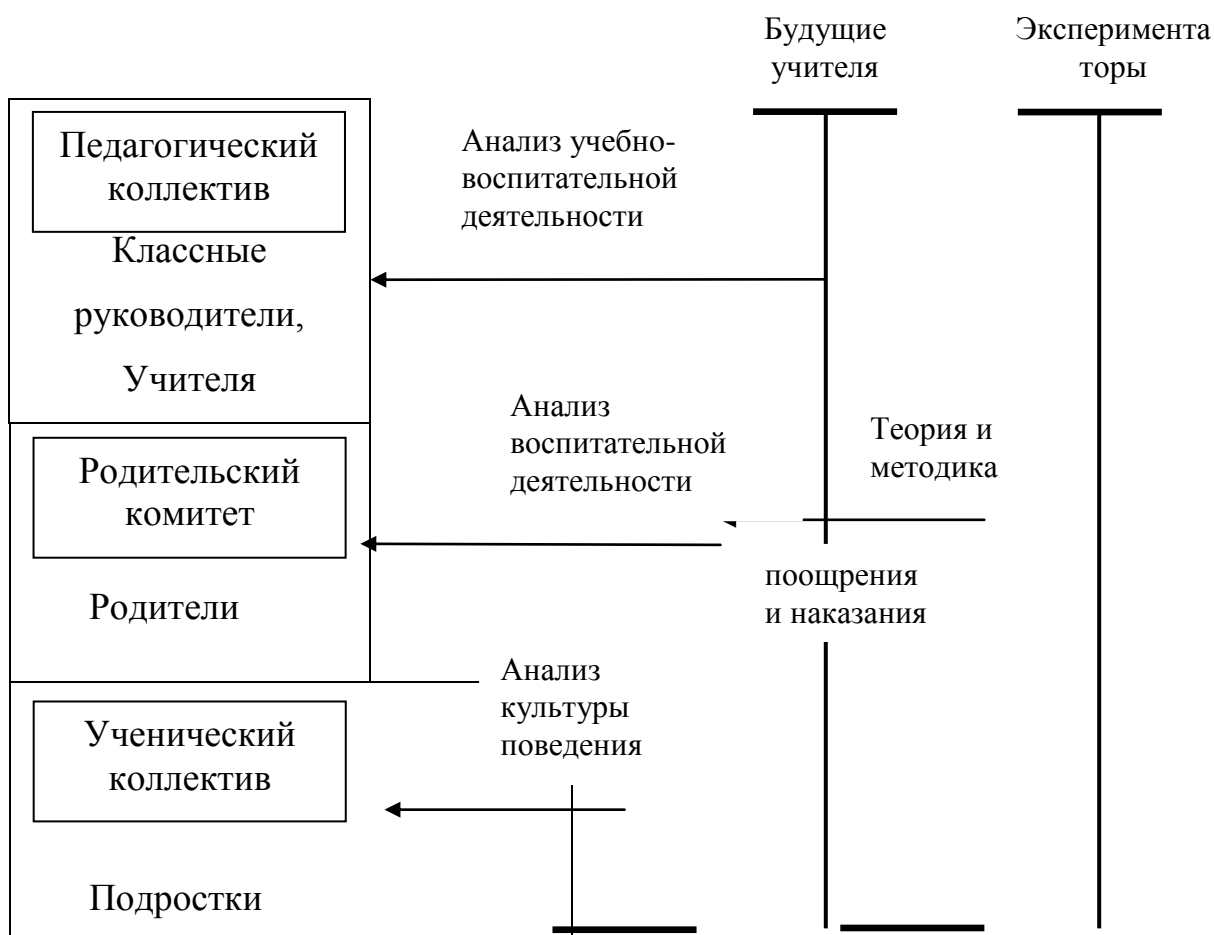 Будущие
учителя
Эксперимента
торы
Педагогический
коллектив
Классные
руководители,
Учителя
Анализ учебно-
воспитательной
деятельности
Родительский
комитет
Родители
Анализ
воспитательной
деятельности
Теория и
методика
поощрения
и наказания
Ученический
коллектив
Подростки
Анализ
культуры
поведения